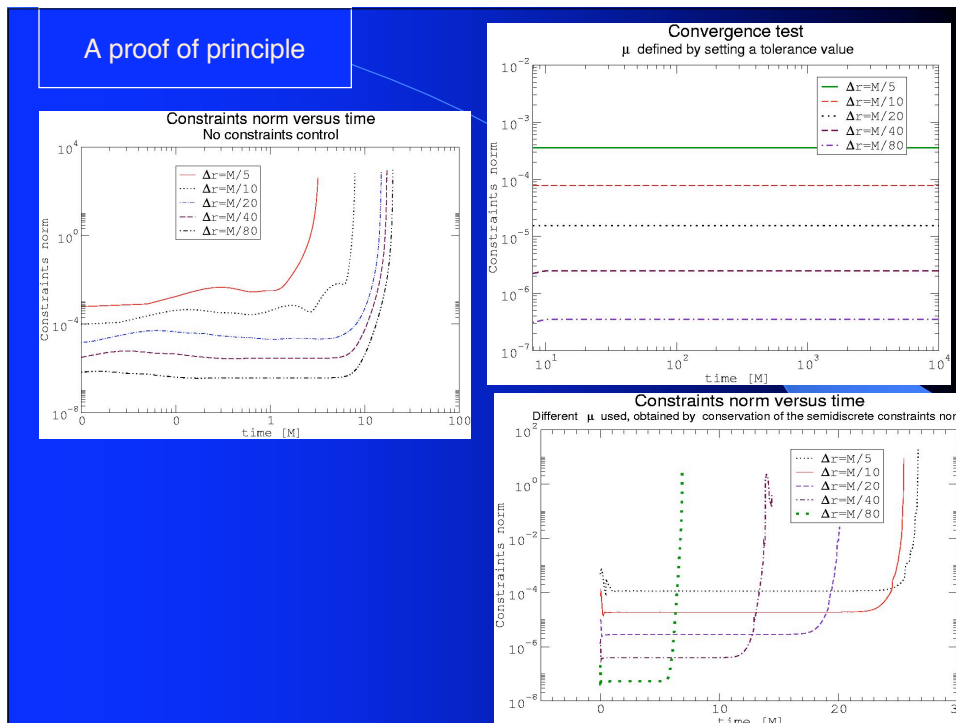 A proof of principle
Constraints norm versus time
No constraints control
10^4
10^0
10^-4
10^-8
Constraints norm
Δr=M/5
Δr=M/10
Δr=M/20
Δr=M/40
Δr=M/80
0 0 1 10 100
time [M]
Convergence test
μ defined by setting a tolerance value
10^-2
10^-3
10^-4
10^-5
10^-6
10^-7
Constraints norm
Δr=M/5
Δr=M/10
Δr=M/20
Δr=M/40
Δr=M/80
10^1 10^2 10^3 10^4
time [M]
Constraints norm versus time
Different μ used, obtained by conservation of the semidiscrete constraints nor
10^2
10^0
10^-2
10^-4
10^-6
10^-8
Constraints norm
Δr=M/5
Δr=M/10
Δr=M/20
Δr=M/40
Δr=M/80
0 10 20 3
time [M]